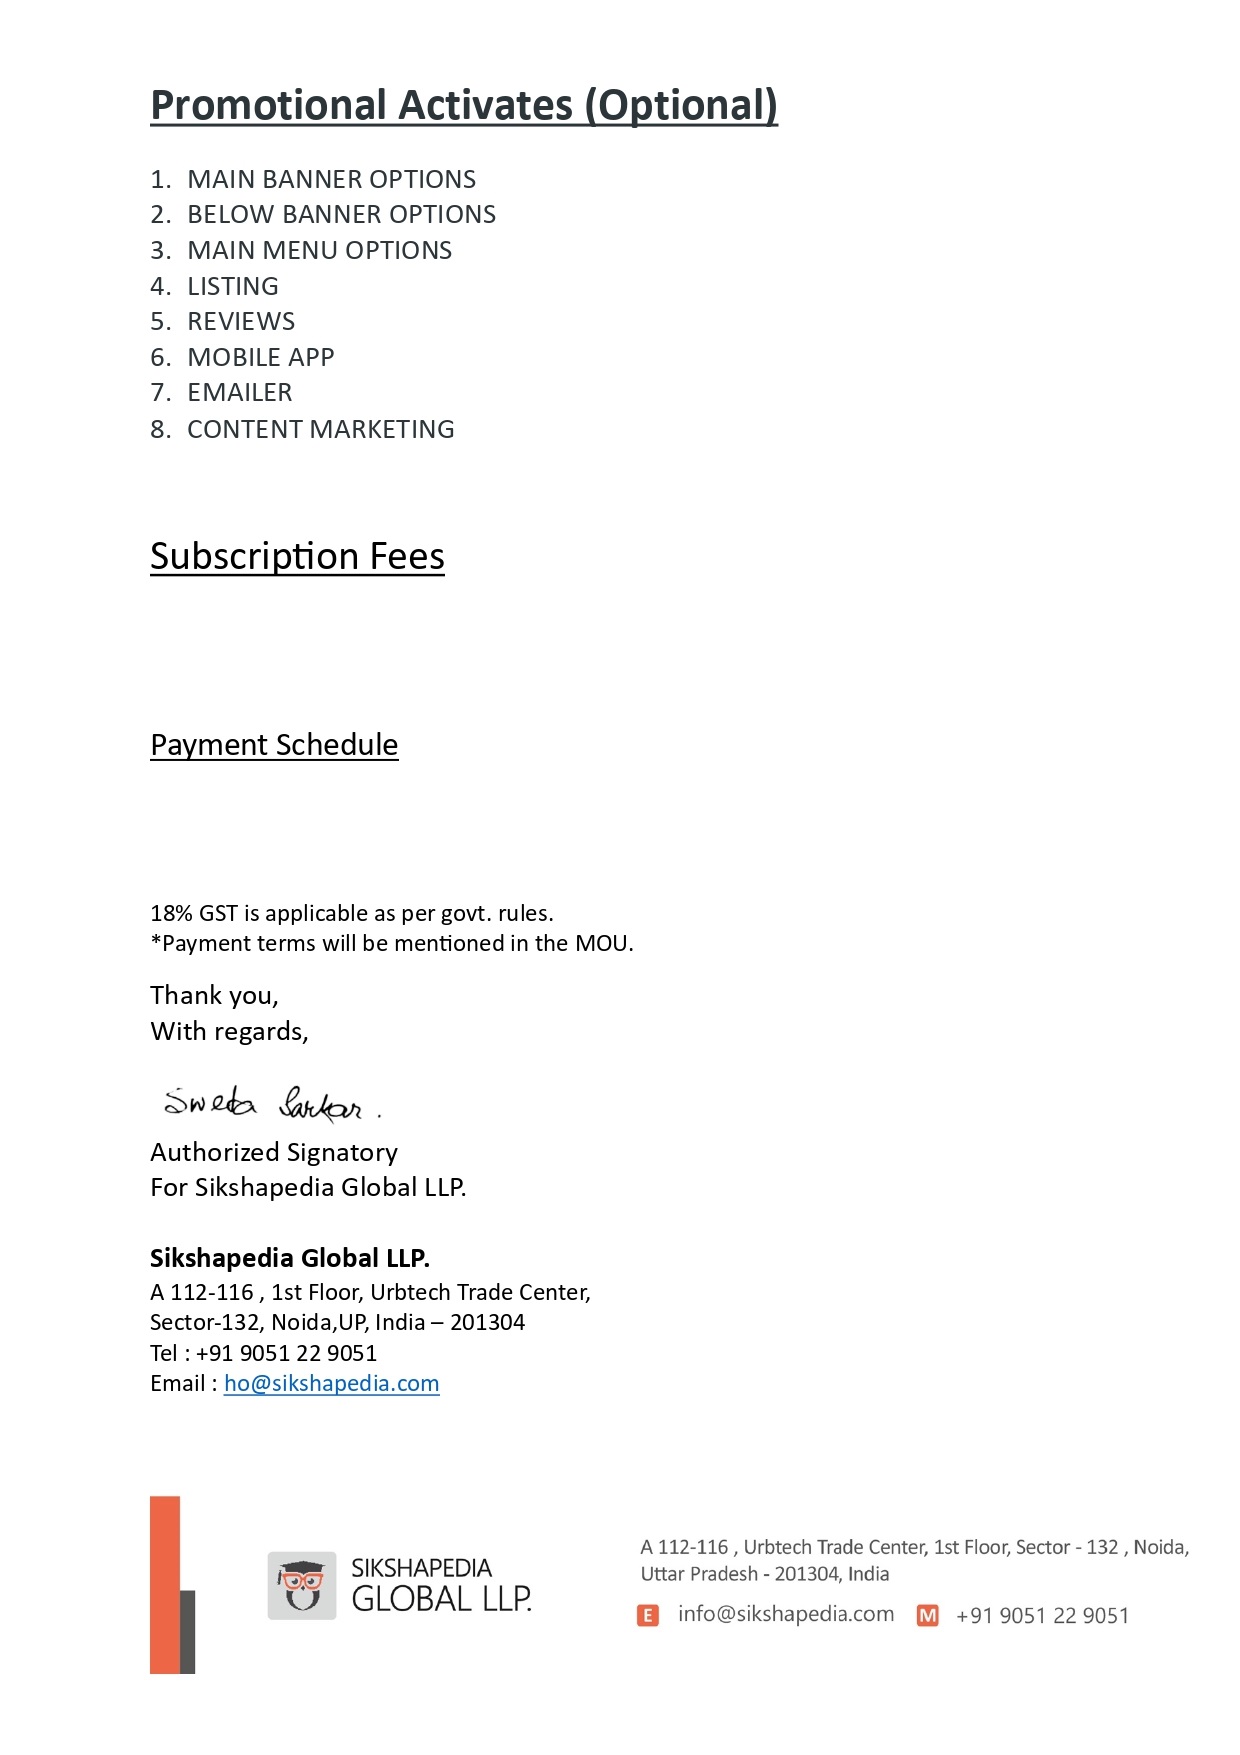 Promotional Activates (Optional)
1. MAIN BANNER OPTIONS
2. BELOW BANNER OPTIONS
3. MAIN MENU OPTIONS
4. LISTING
5. REVIEWS
6. MOBILE APP
7. EMAILER
8. CONTENT MARKETING
Subscription Fees
Payment Schedule
18% GST is applicable as per govt. rules.
*Payment terms will be mentioned in the MOU.
Thank you,
With regards,
Sweta Sarkar.
Authorized Signatory
For Sikshapedia Global LLP.
Sikshapedia Global LLP.
A 112-116 , 1st Floor, Urbtech Trade Center,
Sector-132, Noida,UP, India – 201304
Tel : +91 9051 22 9051
Email : ho@sikshapedia.com
SIKSHAPEDIA
GLOBAL LLP.
A 112-116 , Urbtech Trade Center, 1st Floor, Sector - 132 , Noida,
Uttar Pradesh - 201304, India
E info@sikshapedia.com M +91 9051 22 9051